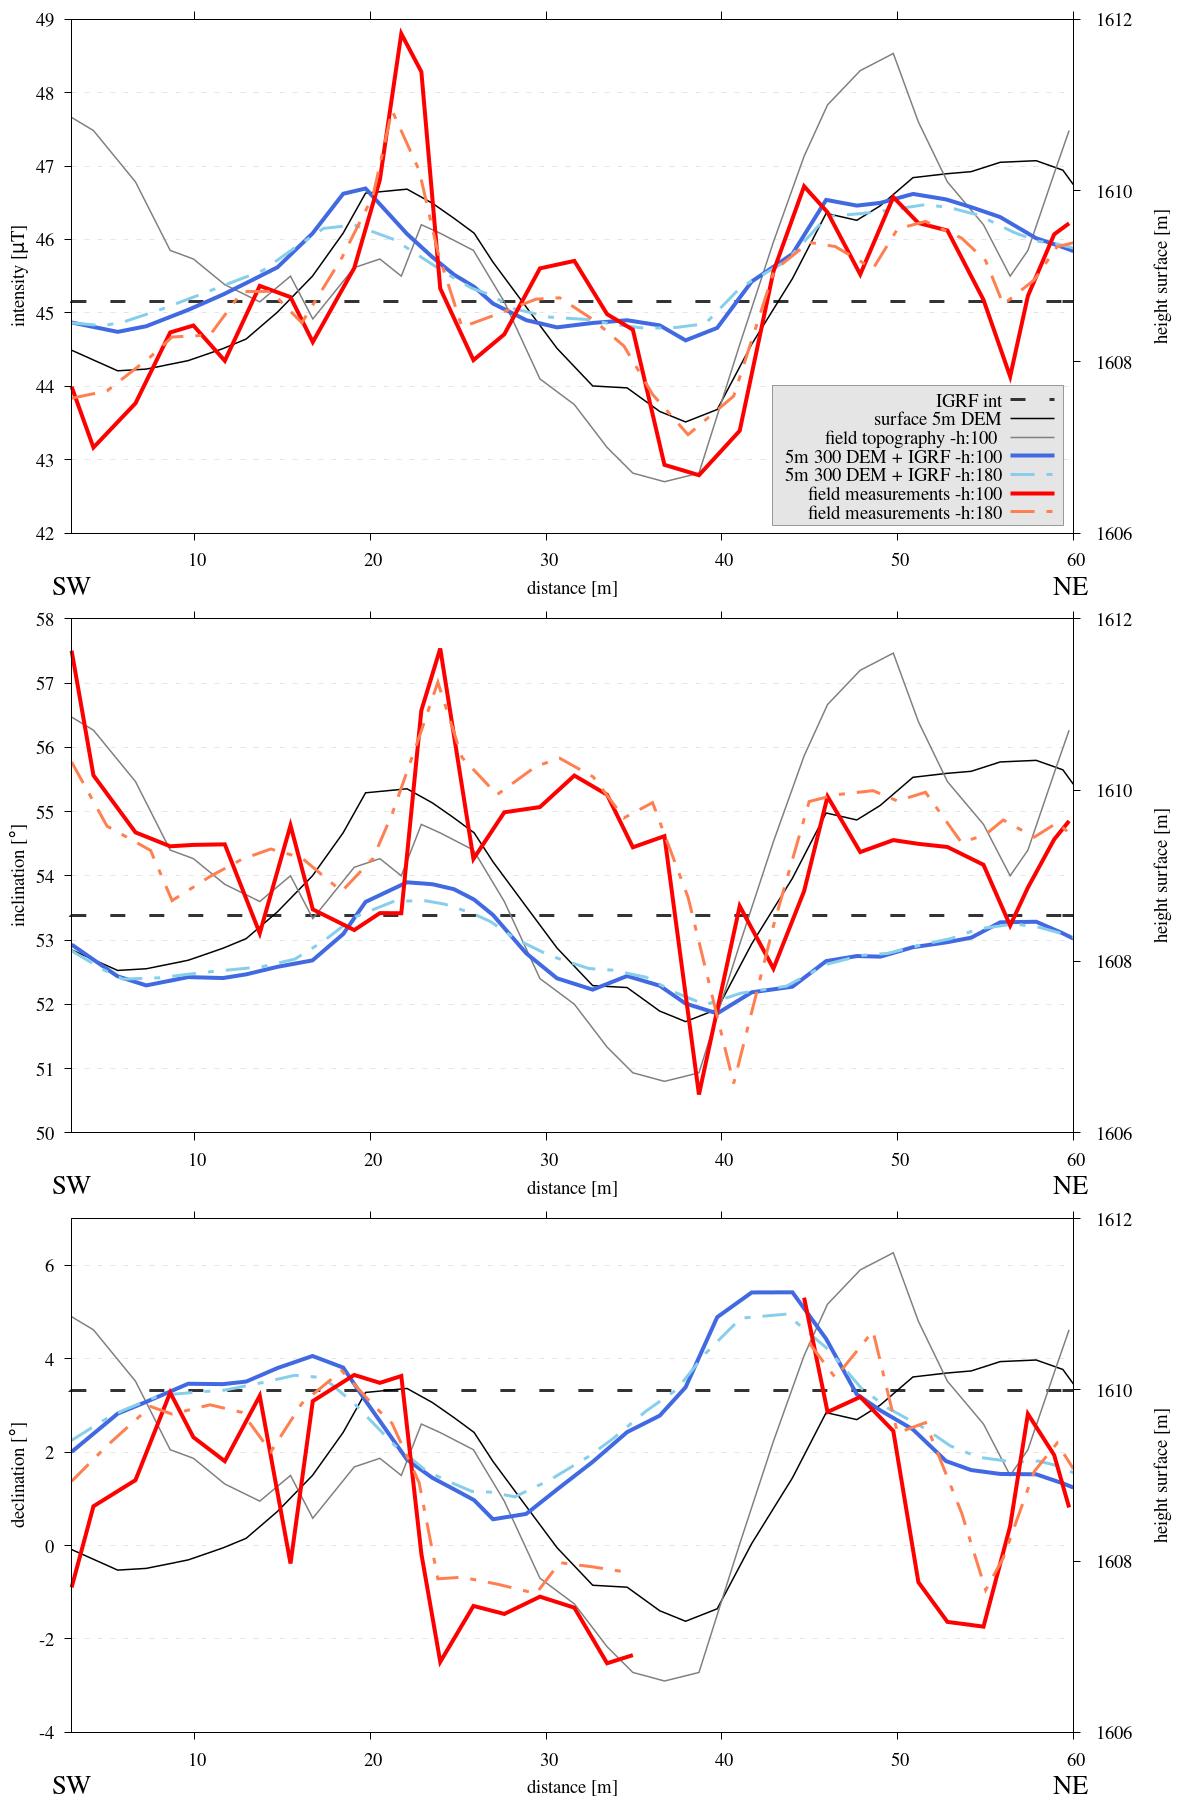 49
48
47
46
45
44
43
42
intensity [µT]
1612
1610
1608
1606
height surface [m]
IGRF int
surface 5m DEM
field topography -h:100
5m 300 DEM + IGRF -h:100
5m 300 DEM + IGRF -h:180
field measurements -h:100
field measurements -h:180
10 20 30 40 50 60
SW distance [m] NE
58
57
56
55
54
53
52
51
50
inclination [°]
1612
1610
1608
1606
height surface [m]
10 20 30 40 50 60
SW distance [m] NE
6
4
2
0
-2
-4
declination [°]
1612
1610
1608
1606
height surface [m]
10 20 30 40 50 60
SW distance [m] NE